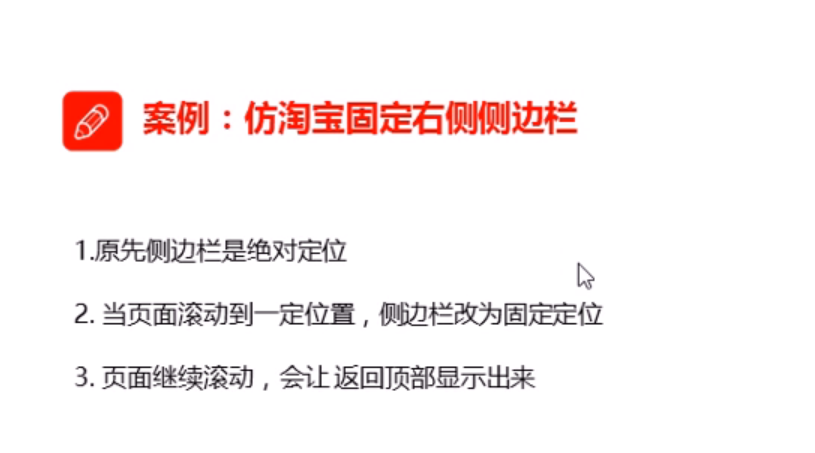 案例：仿淘宝固定右侧侧边栏
1.原先侧边栏是绝对定位
2. 当页面滚动到一定位置，侧边栏改为固定定位
3. 页面继续滚动，会让 返回顶部显示出来